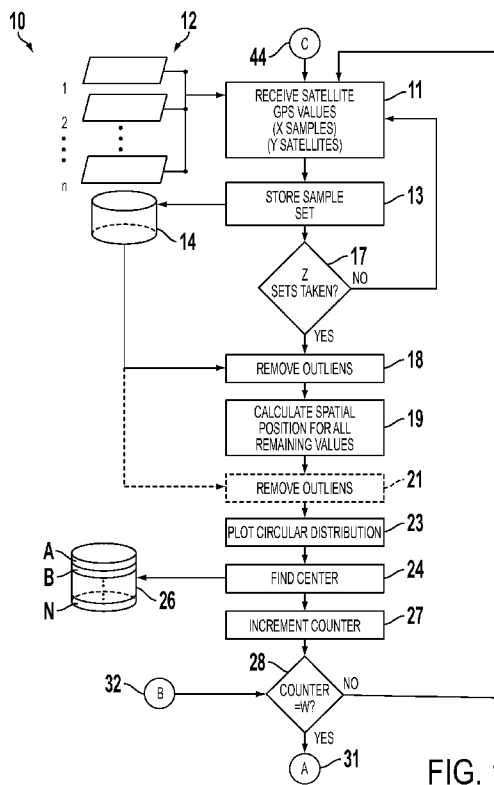 10
12
C
44
1
2
n
RECEIVE SATELLITE
GPS VALUES
(X SAMPLES)
(Y SATELLITES)
11
STORE SAMPLE
SET
13
14
17
Z
SETS TAKEN?
NO
YES
REMOVE OUTLIENS
18
CALCULATE SPATIAL
POSITION FOR ALL
REMAINING VALUES
19
REMOVE OUTLIENS
21
PLOT CIRCULAR DISTRIBUTION
23
A
B
N
26
FIND CENTER
24
INCREMENT COUNTER
27
28
32
B
COUNTER
=W?
NO
YES
A
31
FIG.